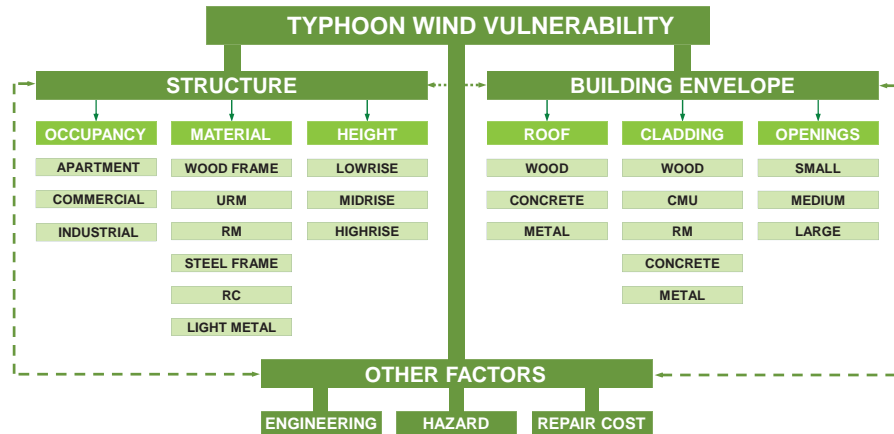 TYPHOON WIND VULNERABILITY
STRUCTURE
OCCUPANCY
APARTMENT
COMMERCIAL
INDUSTRIAL
MATERIAL
WOOD FRAME
URM
RM
STEEL FRAME
RC
LIGHT METAL
HEIGHT
LOWRISE
MIDRISE
HIGHRISE
BUILDING ENVELOPE
ROOF
WOOD
CONCRETE
METAL
CLADDING
WOOD
CMU
RM
CONCRETE
METAL
OPENINGS
SMALL
MEDIUM
LARGE
OTHER FACTORS
ENGINEERING
HAZARD
REPAIR COST